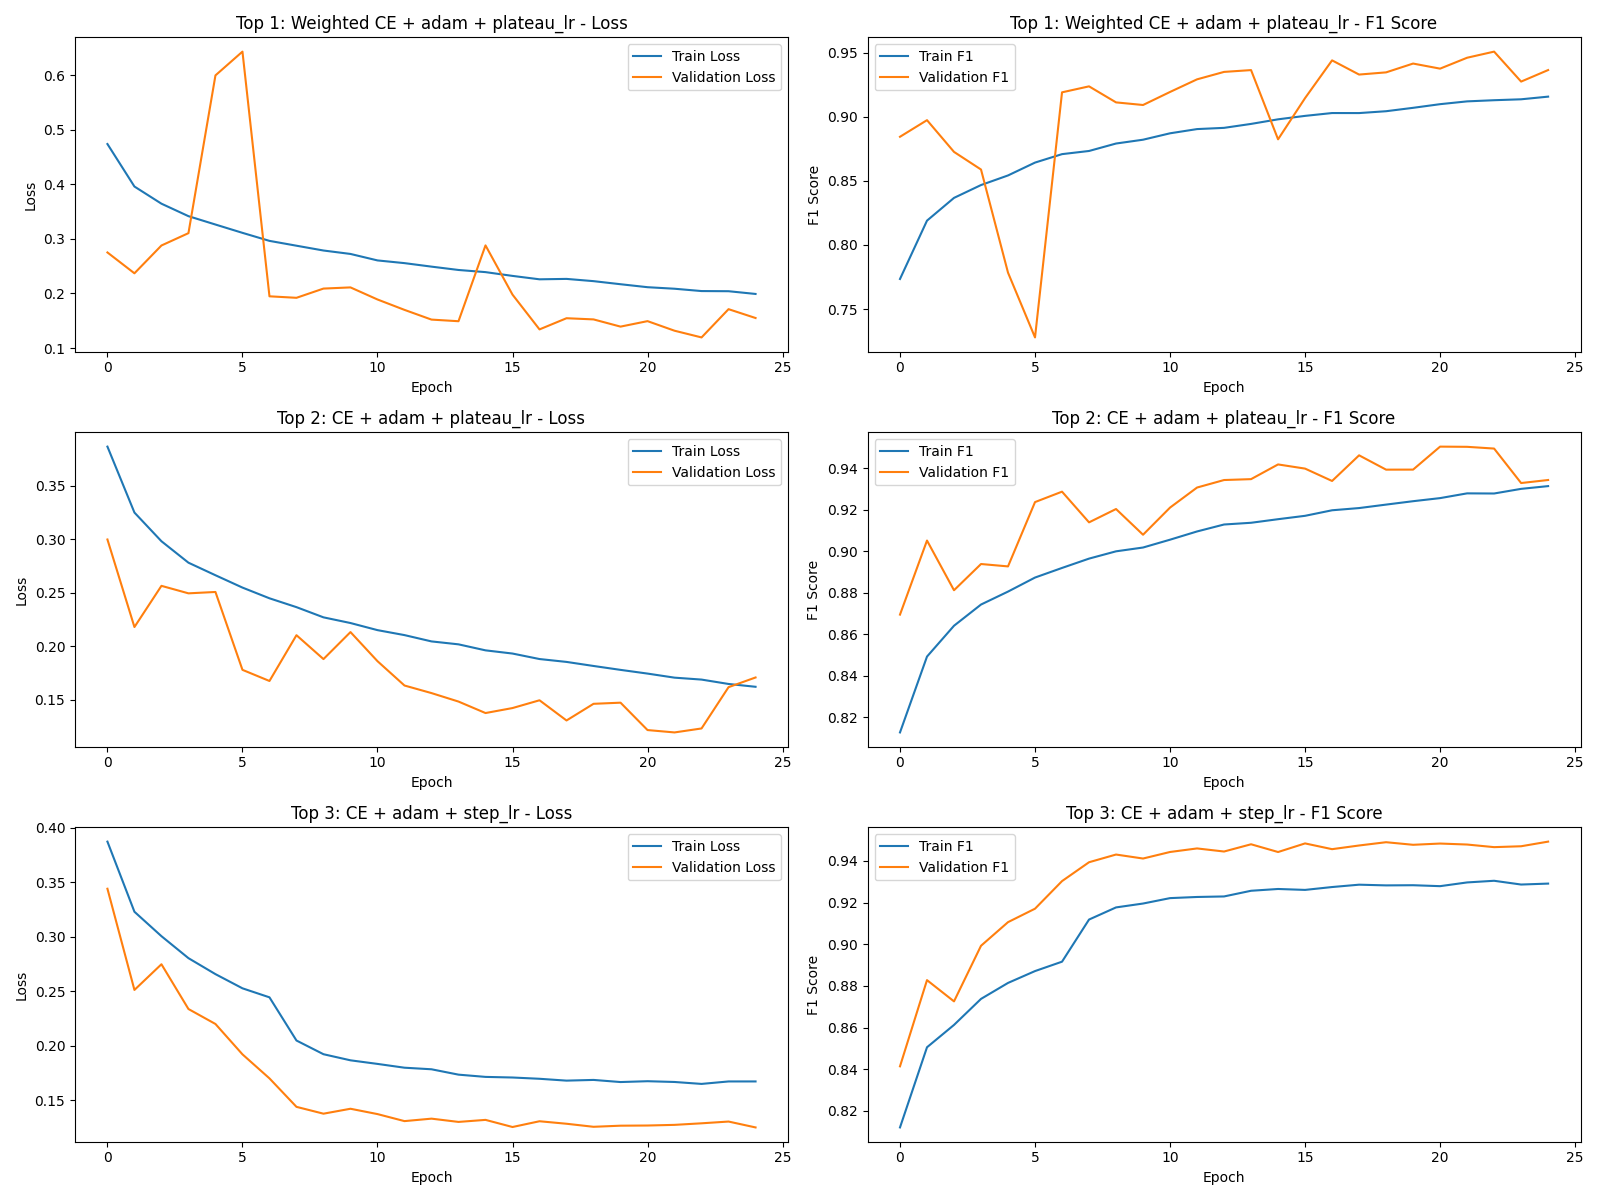 Top 1: Weighted CE + adam + plateau_lr - Loss
Train Loss
Validation Loss
Loss
0.6
0.5
0.4
0.3
0.2
0.1
0 5 10 15 20 25
Epoch
Top 1: Weighted CE + adam + plateau_lr - F1 Score
Train F1
Validation F1
F1 Score
0.95
0.90
0.85
0.80
0.75
0 5 10 15 20 25
Epoch
Top 2: CE + adam + plateau_lr - Loss
Train Loss
Validation Loss
Loss
0.35
0.30
0.25
0.20
0.15
0 5 10 15 20 25
Epoch
Top 2: CE + adam + plateau_lr - F1 Score
Train F1
Validation F1
F1 Score
0.94
0.92
0.90
0.88
0.86
0.84
0.82
0 5 10 15 20 25
Epoch
Top 3: CE + adam + step_lr - Loss
Train Loss
Validation Loss
Loss
0.40
0.35
0.30
0.25
0.20
0.15
0 5 10 15 20 25
Epoch
Top 3: CE + adam + step_lr - F1 Score
Train F1
Validation F1
F1 Score
0.94
0.92
0.90
0.88
0.86
0.84
0.82
0 5 10 15 20 25
Epoch